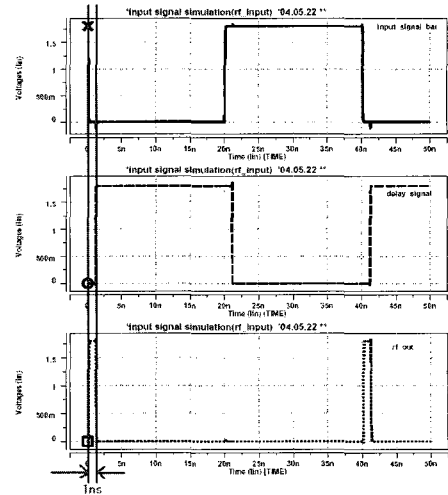 *input signal simulation(rf_input) '04.05.22 **
input signal bar
Voltages (lin)
1.5
1
500m
0
0 5n 10n 15n 20n 25n 30n 35n 40n 45n 50n
Time (lin) (TIME)
*input signal simulation(rf_input) '04.05.22 **
delay signal
Voltages (lin)
1.5
1
500m
0
0 5n 10n 15n 20n 25n 30n 35n 40n 45n 50n
Time (lin) (TIME)
*input signal simulation(rf_input) '04.05.22 **
rf out
Voltages (lin)
1.5
1
500m
0
0 5n 10n 15n 20n 25n 30n 35n 40n 45n 50n
Time (lin) (TIME)
1ns